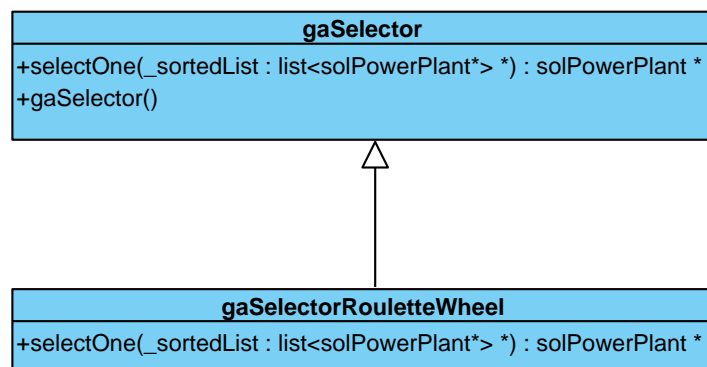 gaSelector
+selectOne(_sortedList : list<solPowerPlant*> *) : solPowerPlant *
+gaSelector()
gaSelectorRouletteWheel
+selectOne(_sortedList : list<solPowerPlant*> *) : solPowerPlant *